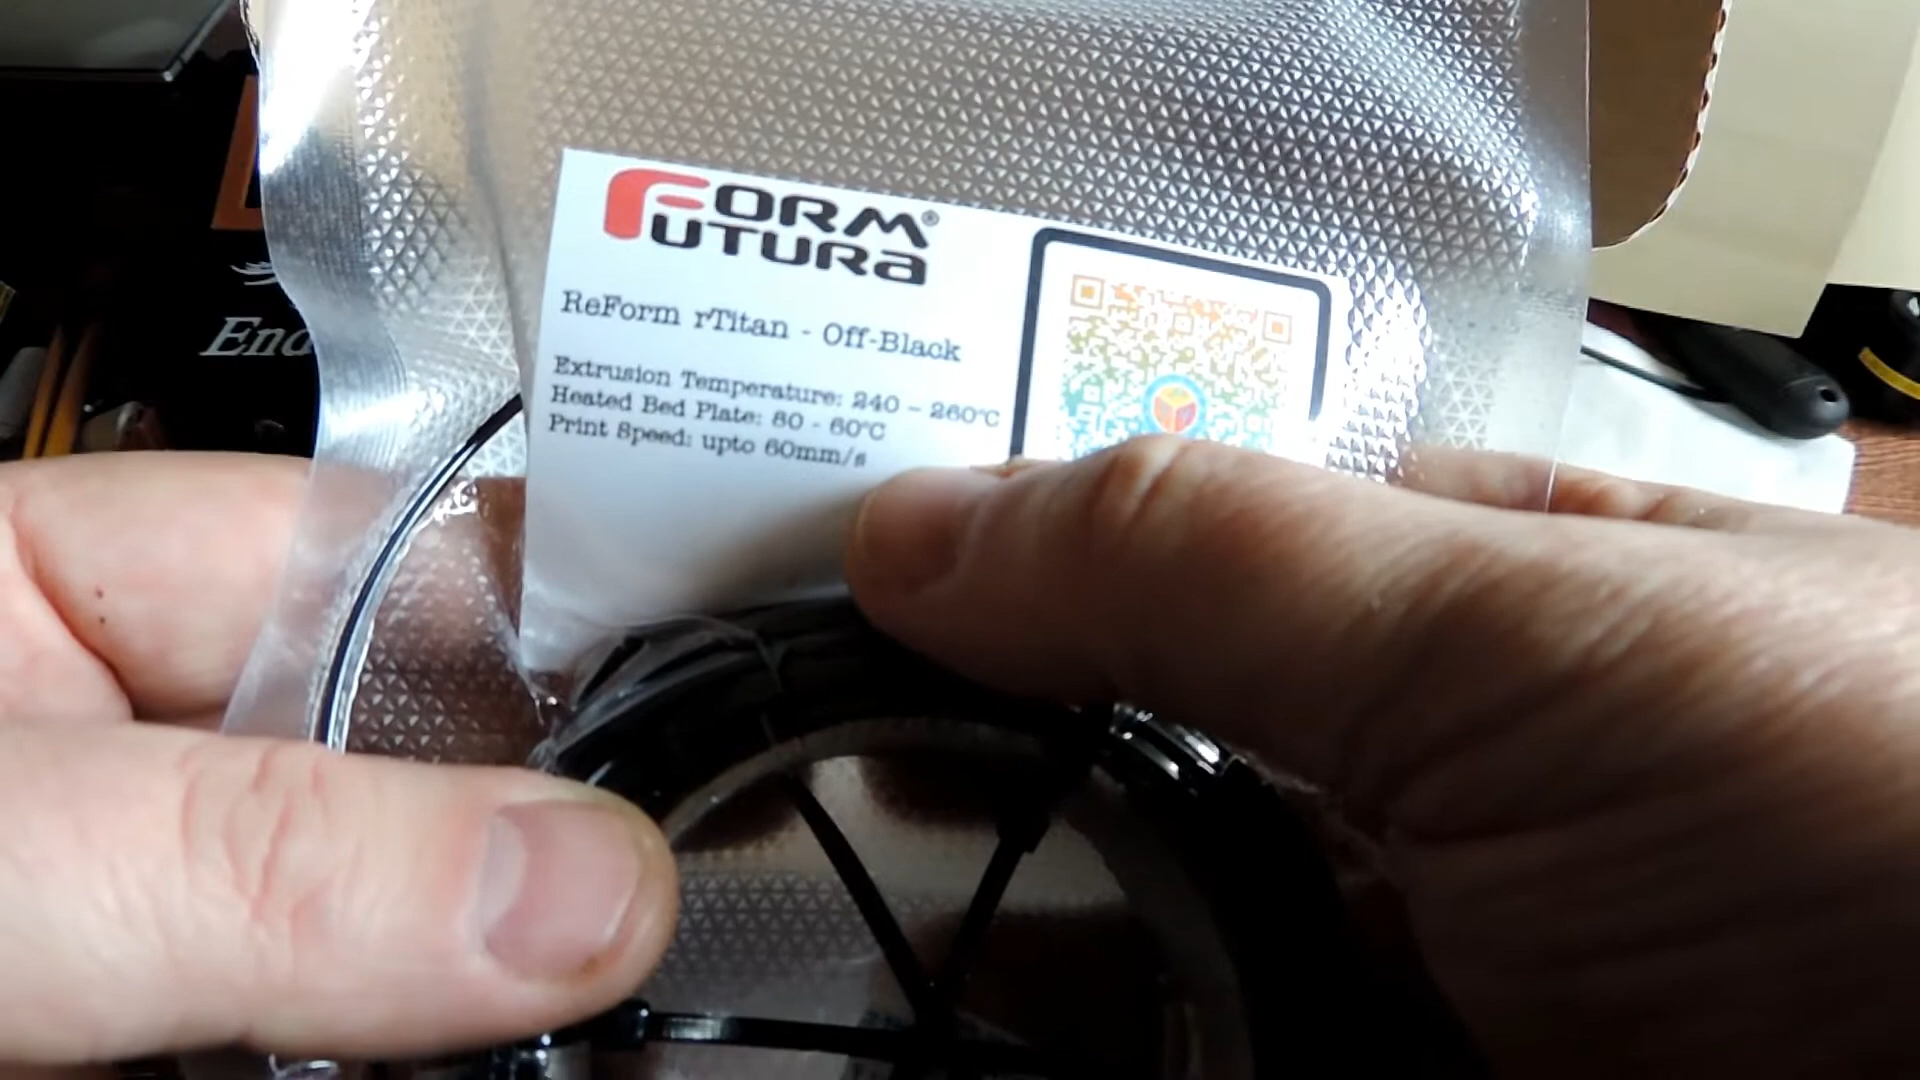 FORM®
FUTURA
ReForm rTitan - Off-Black
Extrusion Temperature: 240 - 260°C
Heated Bed Plate: 80 - 60°C
Print Speed: upto 60mm/s